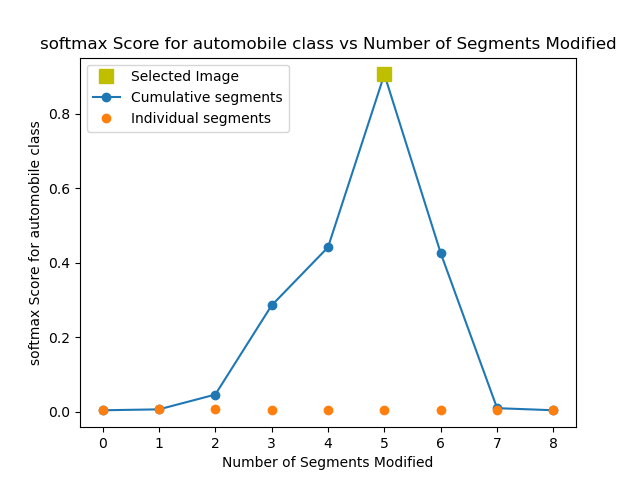 softmax Score for automobile class vs Number of Segments Modified
Selected Image
Cumulative segments
Individual segments
softmax Score for automobile class
0.8
0.6
0.4
0.2
0.0
0 1 2 3 4 5 6 7 8
Number of Segments Modified